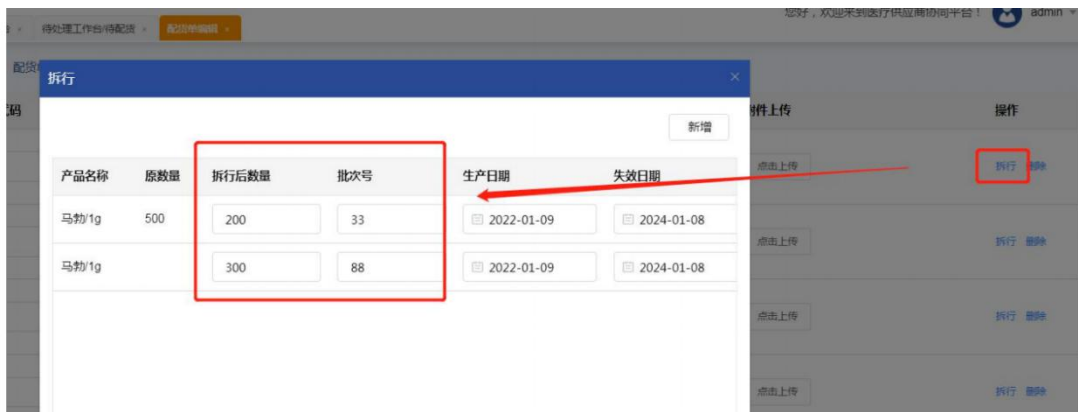 您好，欢迎来到医疗供应商协同平台！ admin
待处理工作台/待配货 × 配货单编辑 ×
配货
拆行 ×
码 附件上传 操作
新增
产品名称 原数量 拆行后数量 批次号 生产日期 失效日期
点击上传 拆行 删除
马勃/1g 500 200 33 2022-01-09 2024-01-08
点击上传 拆行 删除
马勃/1g 300 88 2022-01-09 2024-01-08
点击上传 拆行 删除
点击上传 拆行 删除